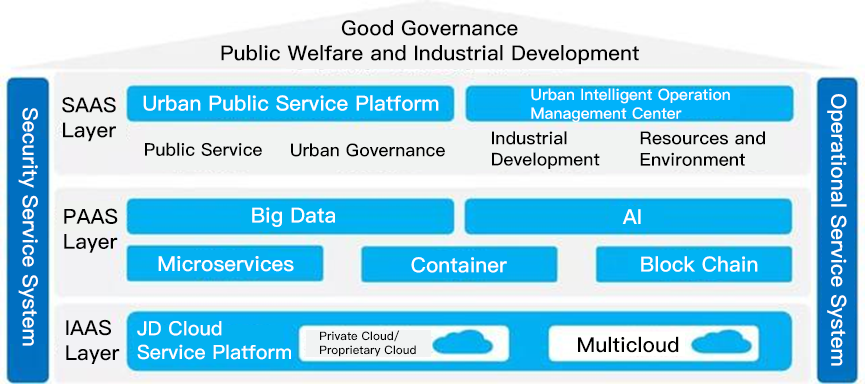 Good Governance
Public Welfare and Industrial Development
Security Service System
SAAS
Layer
Urban Public Service Platform
Urban Intelligent Operation
Management Center
Public Service
Urban Governance
Industrial
Development
Resources and
Environment
PAAS
Layer
Big Data
AI
Microservices
Container
Block Chain
IAAS
Layer
JD Cloud
Service Platform
Private Cloud/
Proprietary Cloud
Multicloud
Operational Service System